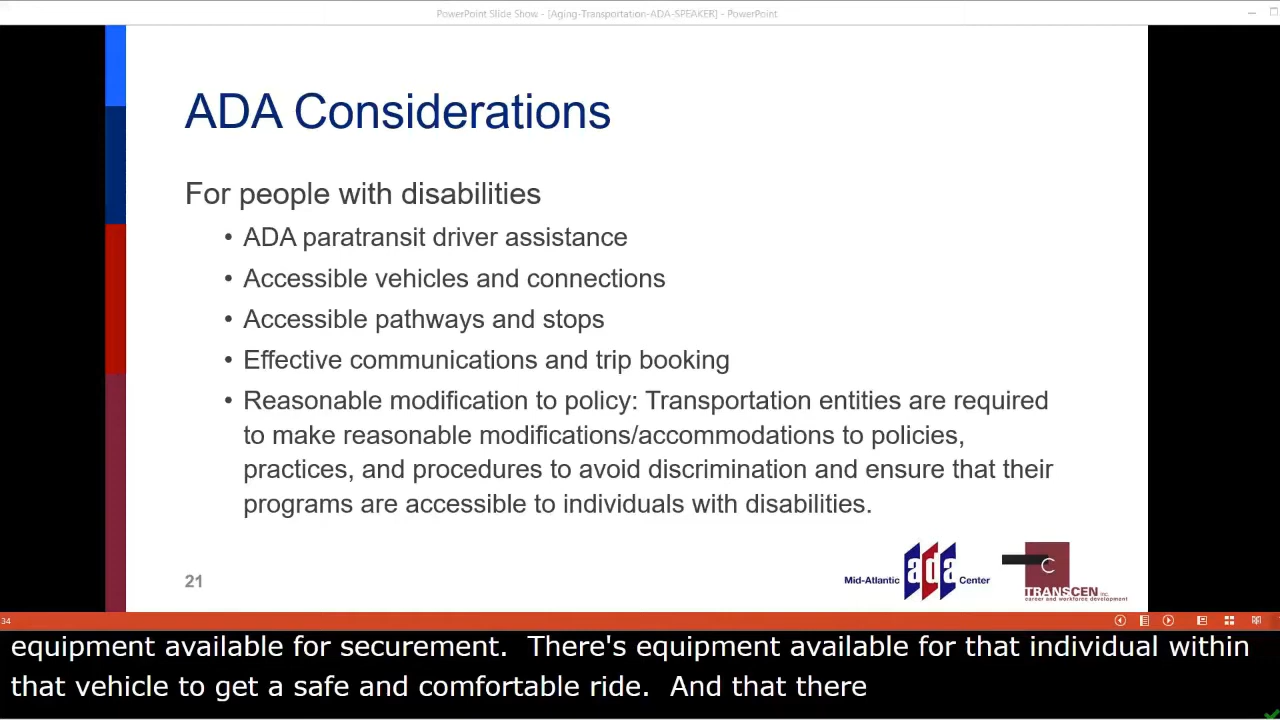 PowerPoint Slide Show - [Aging-Transportation-ADA-SPEAKER] - PowerPoint
ADA Considerations
For people with disabilities
• ADA paratransit driver assistance
• Accessible vehicles and connections
• Accessible pathways and stops
• Effective communications and trip booking
• Reasonable modification to policy: Transportation entities are required
to make reasonable modifications/accommodations to policies,
practices, and procedures to avoid discrimination and ensure that their
programs are accessible to individuals with disabilities.
21
Mid-Atlantic ada Center
C
TRANSCEN inc.
career and workforce development
34
equipment available for securement.  There's equipment available for that individual within
that vehicle to get a safe and comfortable ride.  And that there